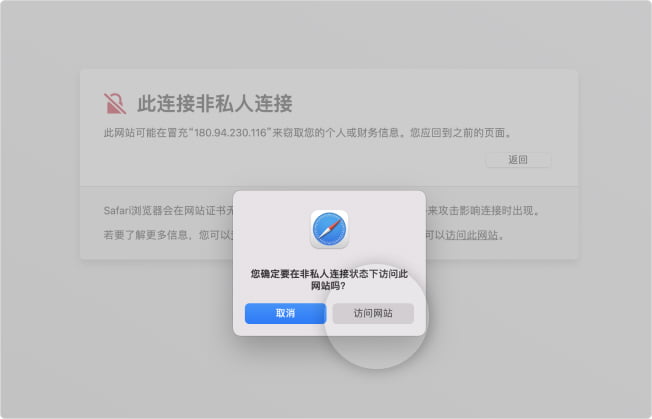 此连接非私人连接
此网站可能在冒充“180.94.230.116”来窃取您的个人或财务信息。您应回到之前的页面。
返回
Safari浏览器会在网站证书无
来攻击影响连接时出现。
若要了解更多信息，您可以
可以访问此网站。
您确定要在非私人连接状态下访问此
网站吗？
取消
访问网站